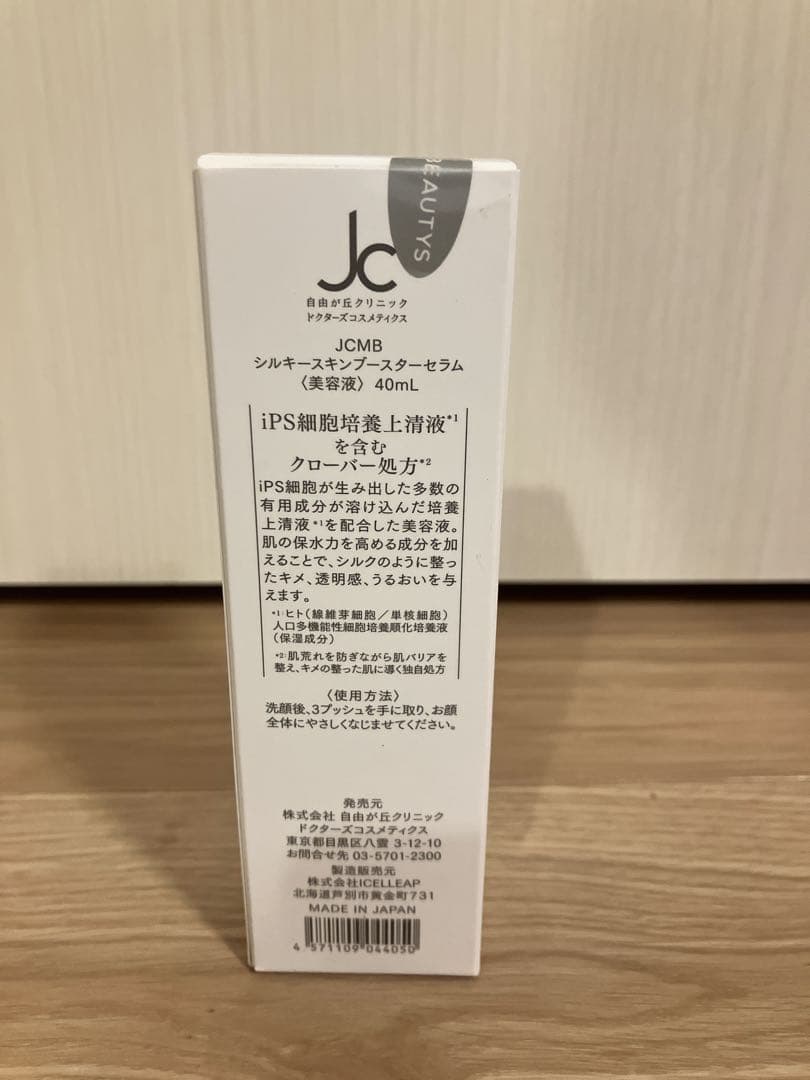 BEAUTYS
Jc
自由が丘クリニック
ドクターズコスメティクス
JCMB
シルキースキンブースターセラム
〈美容液〉 40mL
iPS細胞培養上清液*1
を含む
クローバー処方*2
iPS細胞が生み出した多数の
有用成分が溶け込んだ培養
上清液*1を配合した美容液。
肌の保水力を高める成分を加
えることで、シルクのように整っ
たキメ、透明感、うるおいを与
えます。
*1:ヒト(線維芽細胞/単核細胞)
人口多機能性細胞培養順化培養液
(保湿成分)
*2:肌荒れを防ぎながら肌バリアを
整え、キメの整った肌に導く独自処方
〈使用方法〉
洗顔後、3プッシュを手に取り、お顔
全体にやさしくなじませてください。
発売元
株式会社 自由が丘クリニック
ドクターズコスメティクス
東京都目黒区八雲 3-12-10
お問合せ先 03-5701-2300
製造販売元
株式会社ICELLEAP
北海道芦別市黄金町731
MADE IN JAPAN
4 571109 044050